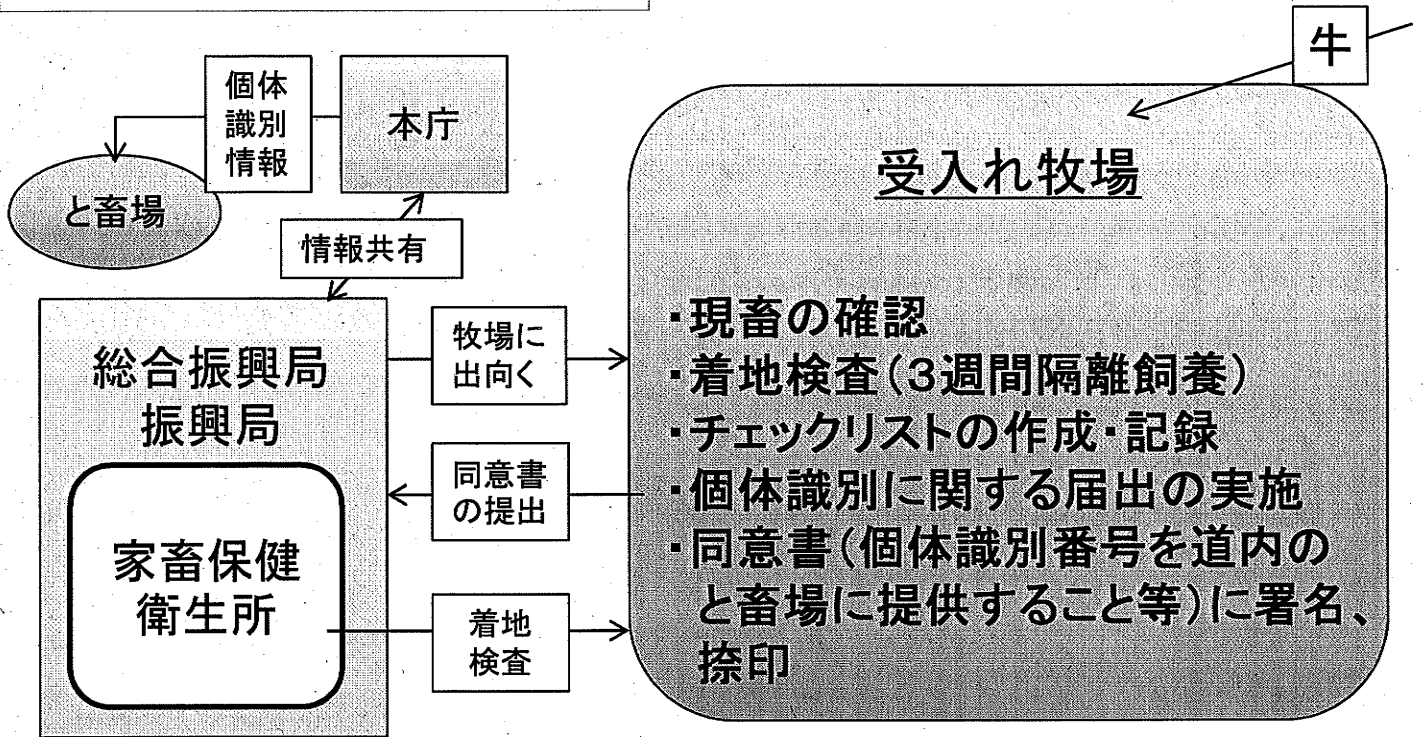 牛
個体
識別
情報
本庁
と畜場
情報共有
総合振興局
振興局
家畜保健
衛生所
牧場に
出向く
同意書
の提出
着地
検査
受入れ牧場
・現畜の確認
・着地検査(3週間隔離飼養)
・チェックリストの作成・記録
・個体識別に関する届出の実施
・同意書(個体識別番号を道内の
と畜場に提供すること等)に署名、
捺印